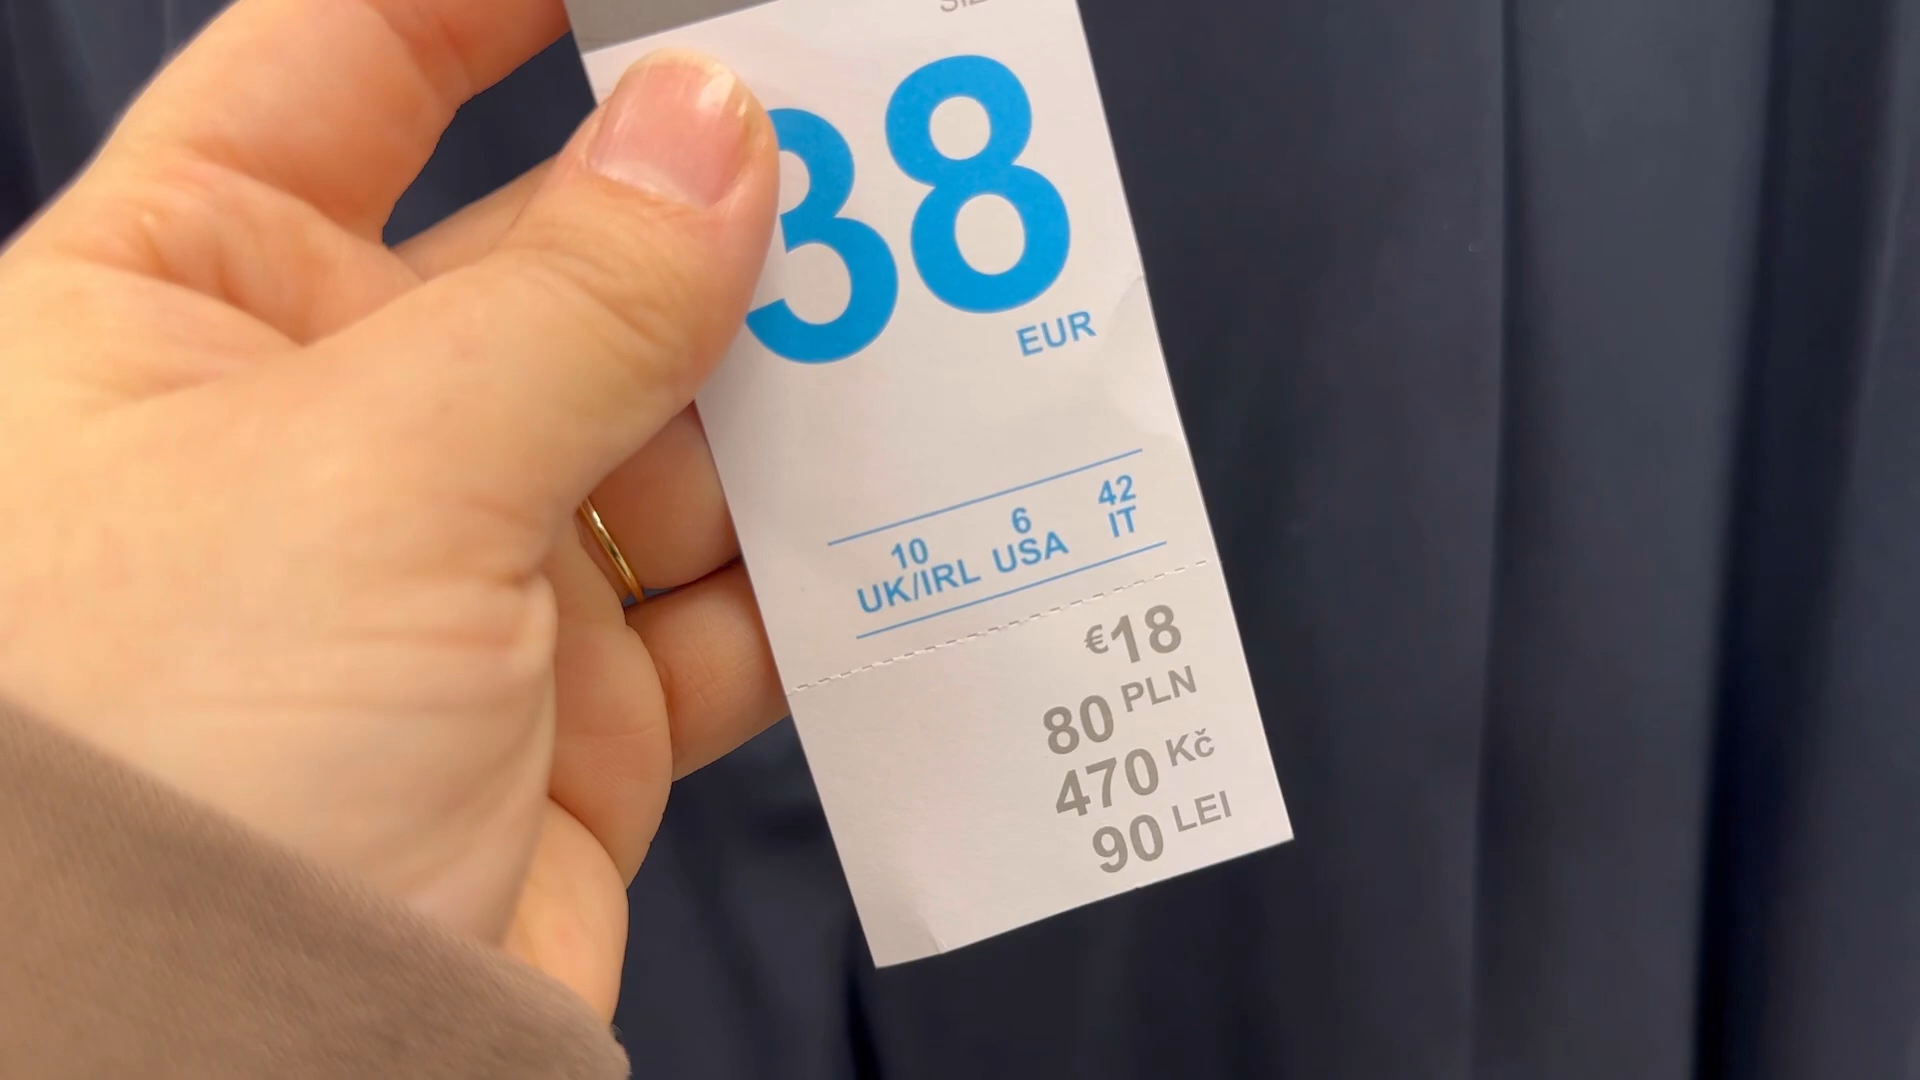 38
EUR
10 6 42
UK/IRL USA IT
€18
80 PLN
470 Kč
90 LEI